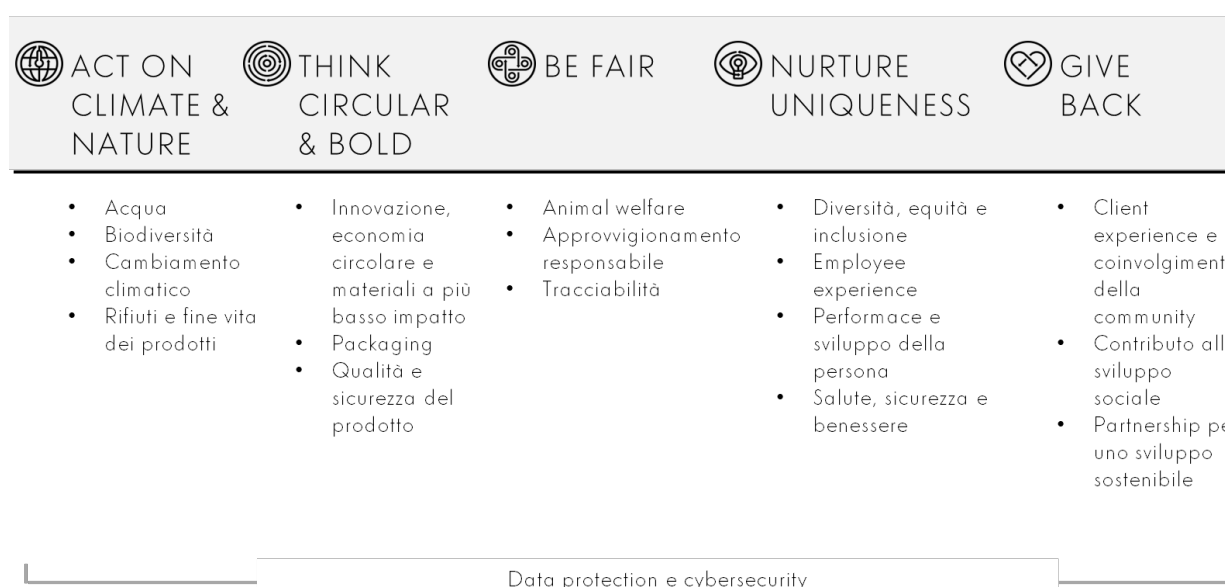 ACT ON
CLIMATE &
NATURE
THINK
CIRCULAR
& BOLD
BE FAIR
NURTURE
UNIQUENESS
GIVE
BACK
• Acqua
• Biodiversità
• Cambiamento
climatico
• Rifiuti e fine vita
dei prodotti
• Innovazione,
economia
circolare e
materiali a più
basso impatto
• Packaging
• Qualità e
sicurezza del
prodotto
• Animal welfare
• Approvvigionamento
responsabile
• Tracciabilità
• Diversità, equità e
inclusione
• Employee
experience
• Performace e
sviluppo della
persona
• Salute, sicurezza e
benessere
• Client
experience e
coinvolgiment
della
community
• Contributo all
sviluppo
sociale
• Partnership pe
uno sviluppo
sostenibile
Data protection e cybersecurity